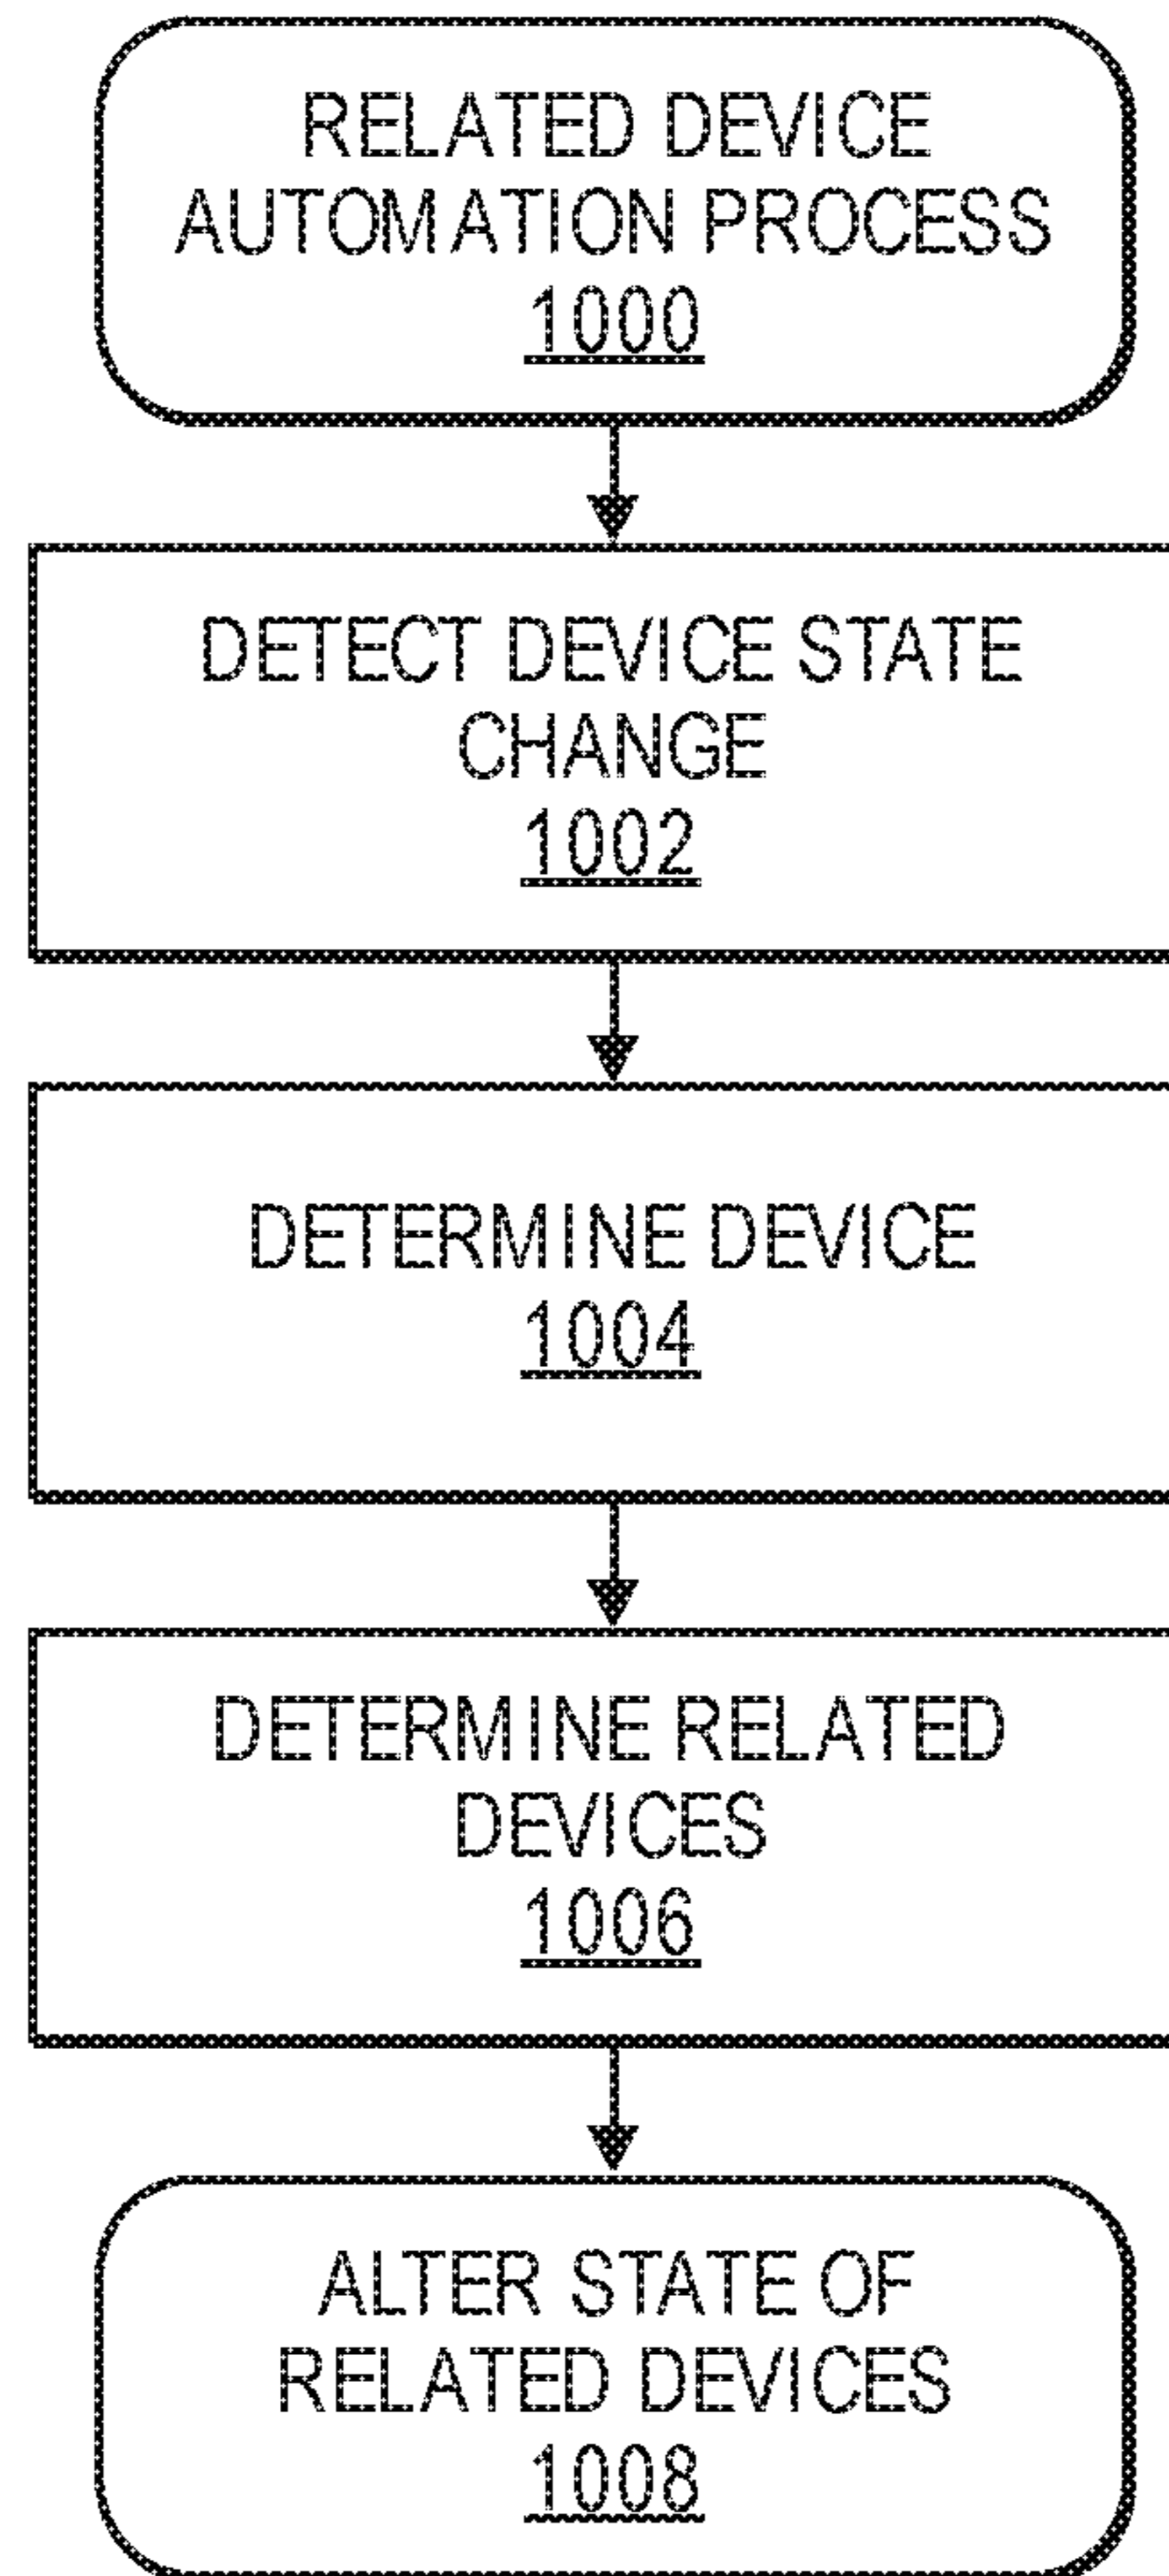 RELATED DEVICE
AUTOMATION PROCESS
1000
DETECT DEVICE STATE
CHANGE
1002
DETERMINE DEVICE
1004
DETERMINE RELATED
DEVICES
1006
ALTER STATE OF
RELATED DEVICES
1008